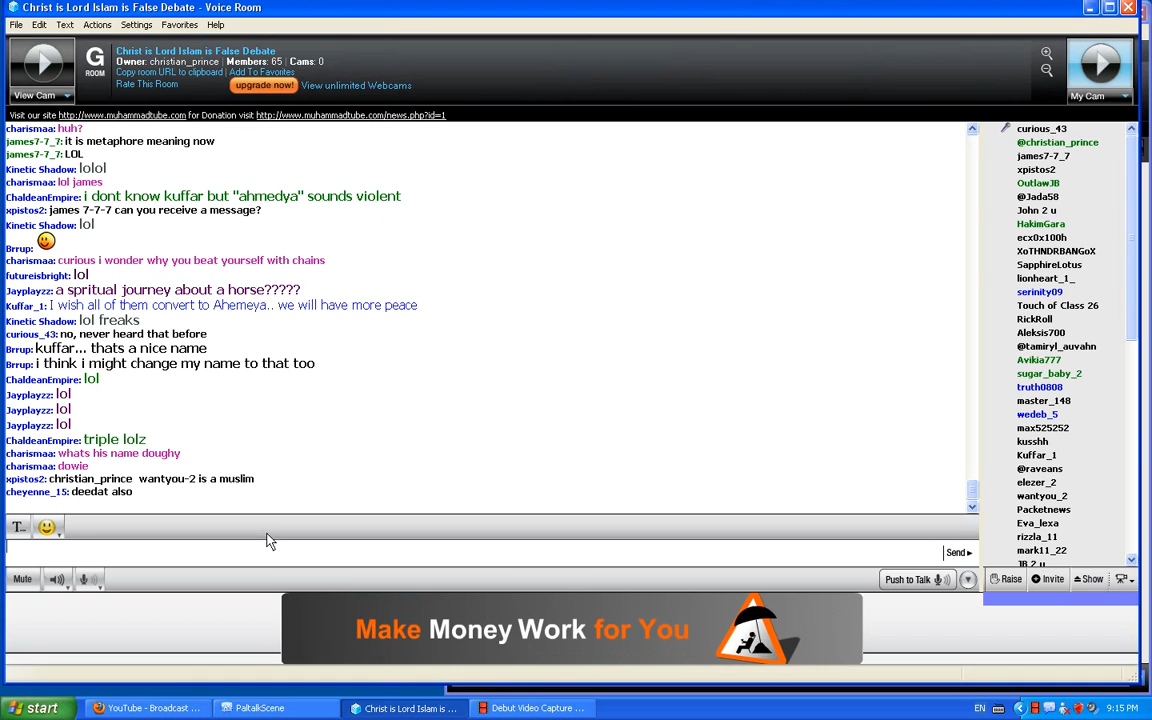 Christ is Lord Islam is False Debate - Voice Room
File Edit Text Actions Settings Favorites Help
View Cam
G
ROOM
Christ is Lord Islam is False Debate
Owner: christian_prince | Members: 65 | Cams: 0
Copy room URL to clipboard | Add To Favorites
Rate This Room upgrade now! View unlimited Webcams
My Cam
Visit our site http://www.muhammadtube.com for Donation visit http://www.muhammadtube.com/news.php?id=1
charismaa: huh?
james7-7_7: it is metaphore meaning now
james7-7_7: LOL
Kinetic Shadow: lolol
charismaa: lol james
ChaldeanEmpire: i dont know kuffar but "ahmedya" sounds violent
xpistos2: james 7-7-7 can you receive a message?
Kinetic Shadow: lol
Brrup:
charismaa: curious i wonder why you beat yourself with chains
futureisbright: lol
Jayplayzz: a spritual journey about a horse?????
Kuffar_1: I wish all of them convert to Ahemeya.. we will have more peace
Kinetic Shadow: lol freaks
curious_43: no, never heard that before
Brrup: kuffar... thats a nice name
Brrup: i think i might change my name to that too
ChaldeanEmpire: lol
Jayplayzz: lol
Jayplayzz: lol
Jayplayzz: lol
ChaldeanEmpire: triple lolz
charismaa: whats his name doughy
charismaa: dowie
xpistos2: christian_prince wantyou-2 is a muslim
cheyenne_15: deedat also
curious_43
@christian_prince
james7-7_7
xpistos2
OutlawJB
@Jada58
John 2 u
HakimGara
ecx0x100h
XoTHNDRBANGoX
SapphireLotus
lionheart_1_
serinity09
Touch of Class 26
RickRoll
Aleksis700
@tamiryl_auvahn
Avikia777
sugar_baby_2
truth0808
master_148
wedeb_5
max525252
kusshh
Kuffar_1
@raveans
elezer_2
wantyou_2
Packetnews
Eva_lexa
rizzla_11
mark11_22
JB 2 u
T...
Send
Mute
Push to Talk
Raise Invite Show
Make Money Work for You
start YouTube - Broadcast ... PaltalkScene Christ is Lord Islam is ... Debut Video Capture ... EN 9:15 PM